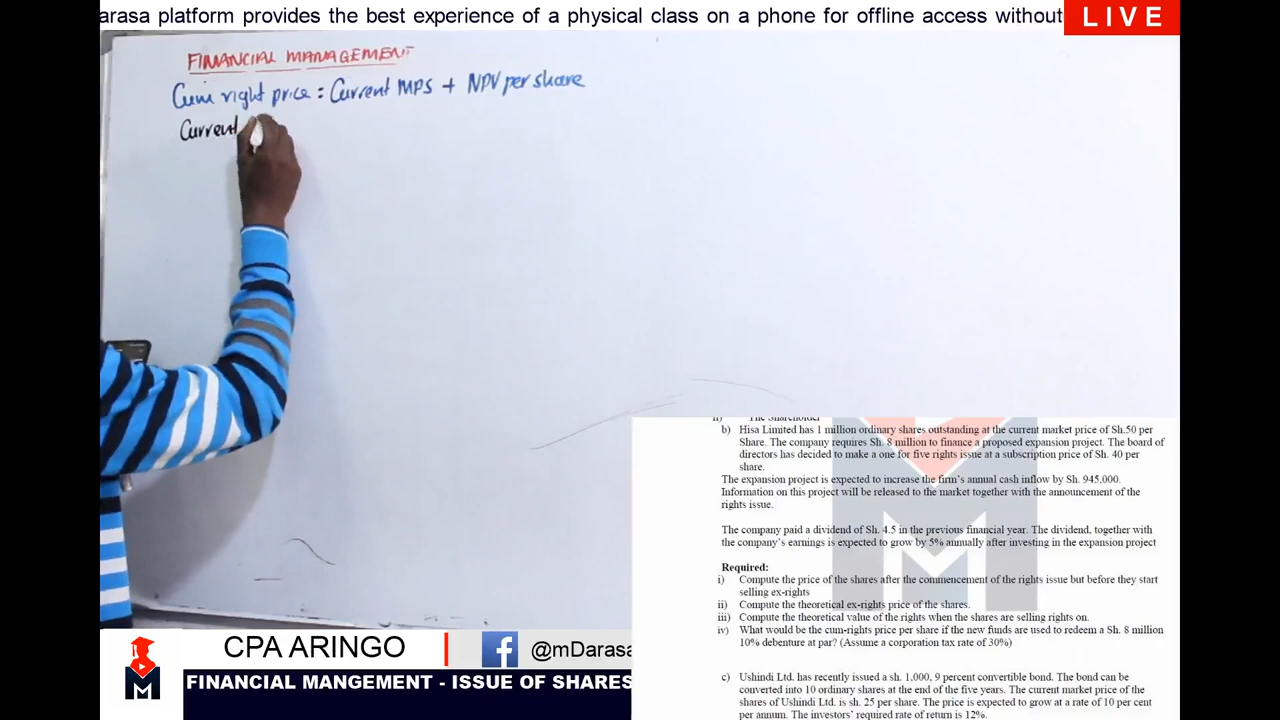 arasa platform provides the best experience of a physical class on a phone for offline access without
LIVE
FINANCIAL MANAGEMENT
Cum right price = Current MPS + NPV per share
Current
ii) The Shareholder
b) Hisa Limited has 1 million ordinary shares outstanding at the current market price of Sh.50 per
Share. The company requires Sh. 8 million to finance a proposed expansion project. The board of
directors has decided to make a one for five rights issue at a subscription price of Sh. 40 per
share.
The expansion project is expected to increase the firm's annual cash inflow by Sh. 945,000.
Information on this project will be released to the market together with the announcement of the
rights issue.
The company paid a dividend of Sh. 4.5 in the previous financial year. The dividend, together with
the company's earnings is expected to grow by 5% annually after investing in the expansion project
Required:
i) Compute the price of the shares after the commencement of the rights issue but before they start
selling ex-rights
ii) Compute the theoretical ex-rights price of the shares.
iii) Compute the theoretical value of the rights when the shares are selling rights on.
iv) What would be the cum-rights price per share if the new funds are used to redeem a Sh. 8 million
10% debenture at par? (Assume a corporation tax rate of 30%)
c) Ushindi Ltd. has recently issued a sh. 1,000, 9 percent convertible bond. The bond can be
converted into 10 ordinary shares at the end of the five years. The current market price of the
shares of Ushindi Ltd. is sh. 25 per share. The price is expected to grow at a rate of 10 per cent
per annum. The investors' required rate of return is 12%.
CPA ARINGO
@mDarasa
FINANCIAL MANGEMENT - ISSUE OF SHARES